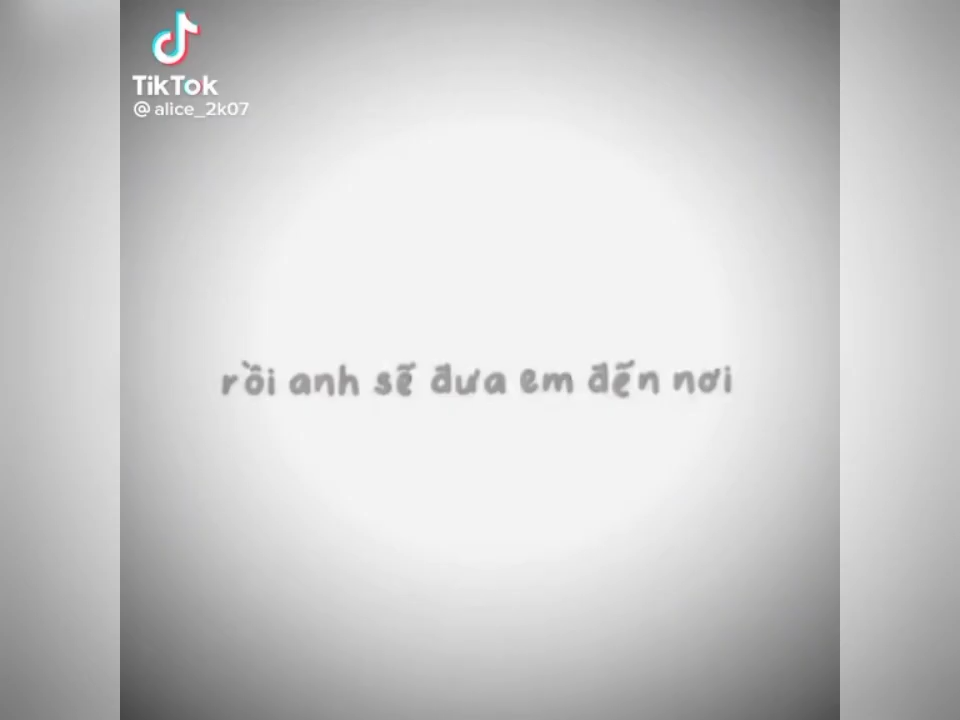 TikTok
@alice_2k07
rồi anh sẽ đưa em đến nơi